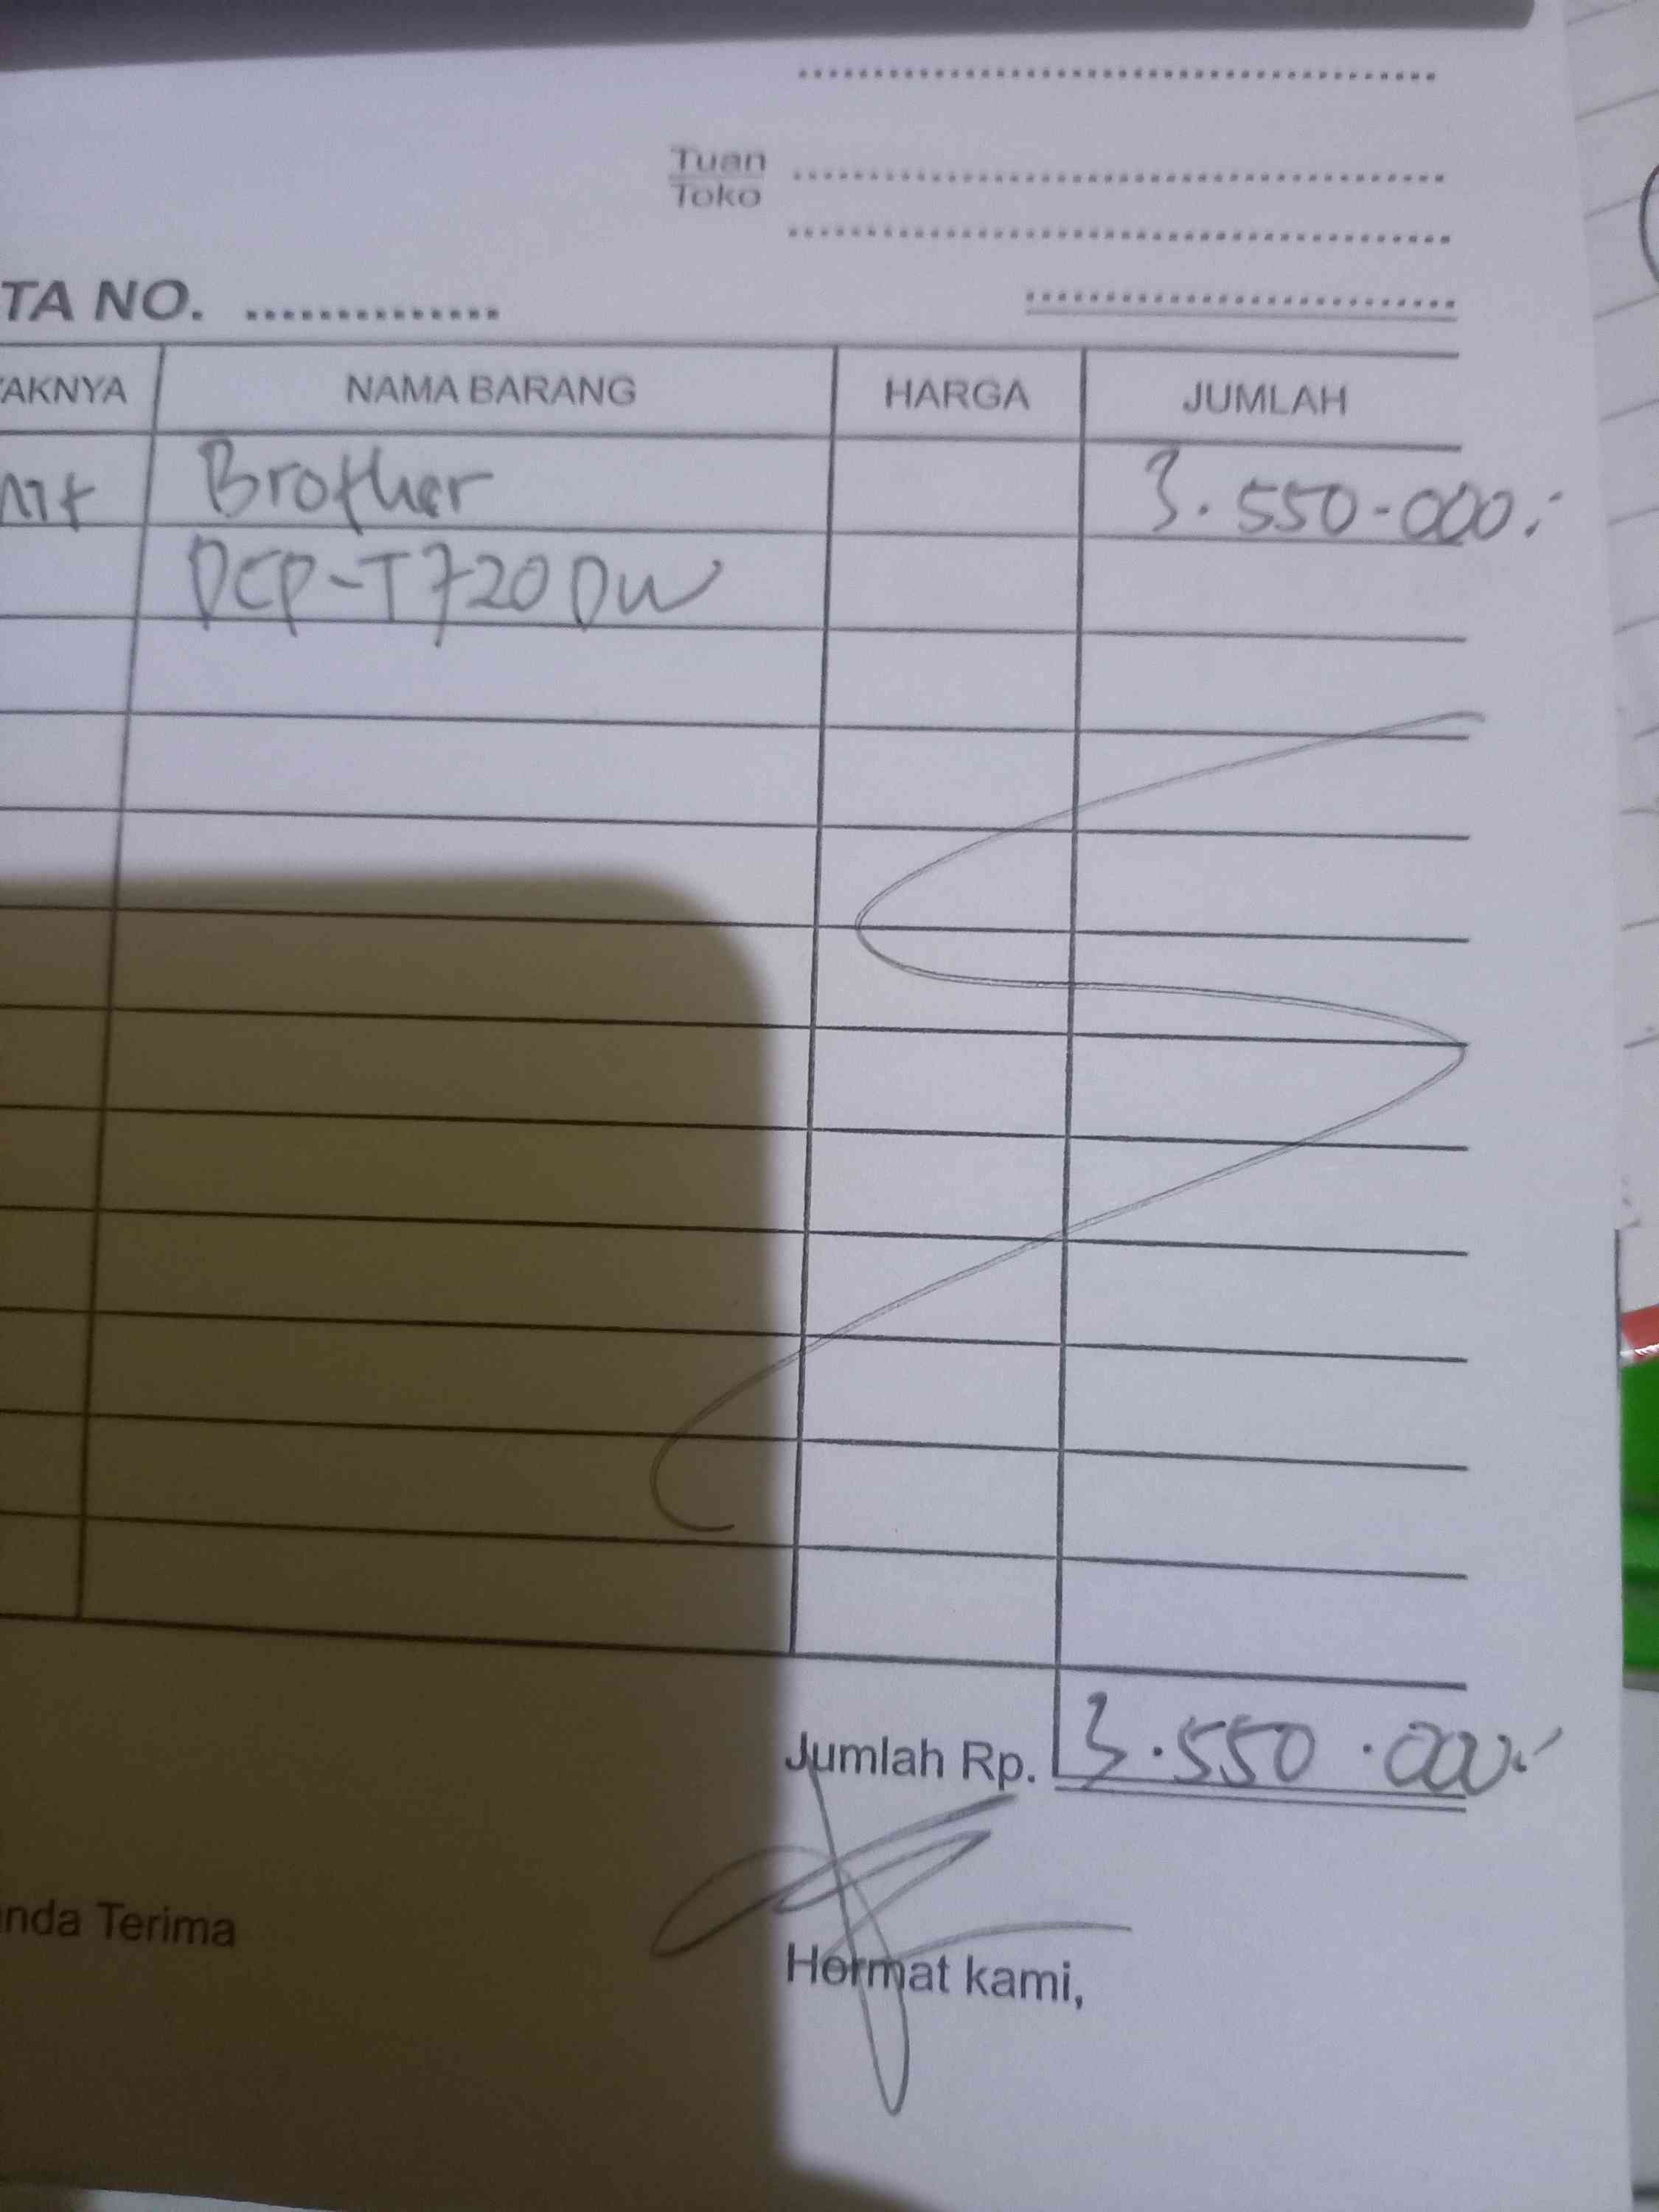 Tuan
Toko
TA NO.
AKNYA NAMA BARANG HARGA JUMLAH
nit Brother 3.550.000,-
DCP-T720DW
Jumlah Rp. 3.550.000,-
nda Terima
Hormat kami,